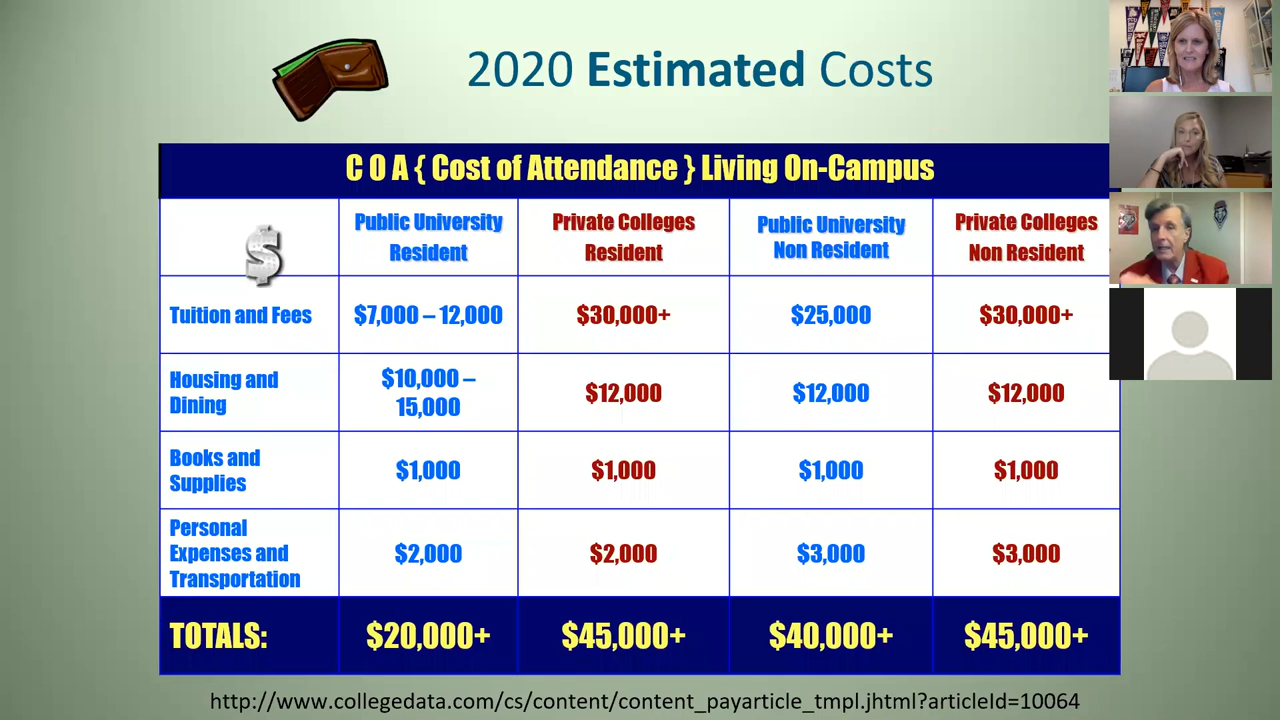 2020 Estimated Costs
C O A { Cost of Attendance } Living On-Campus
$
Public University
Resident
Private Colleges
Resident
Public University
Non Resident
Private Colleges
Non Resident
Tuition and Fees
$7,000 – 12,000
$30,000+
$25,000
$30,000+
Housing and
Dining
$10,000 –
15,000
$12,000
$12,000
$12,000
Books and
Supplies
$1,000
$1,000
$1,000
$1,000
Personal
Expenses and
Transportation
$2,000
$2,000
$3,000
$3,000
TOTALS:
$20,000+
$45,000+
$40,000+
$45,000+
http://www.collegedata.com/cs/content/content_payarticle_tmpl.jhtml?articleId=10064